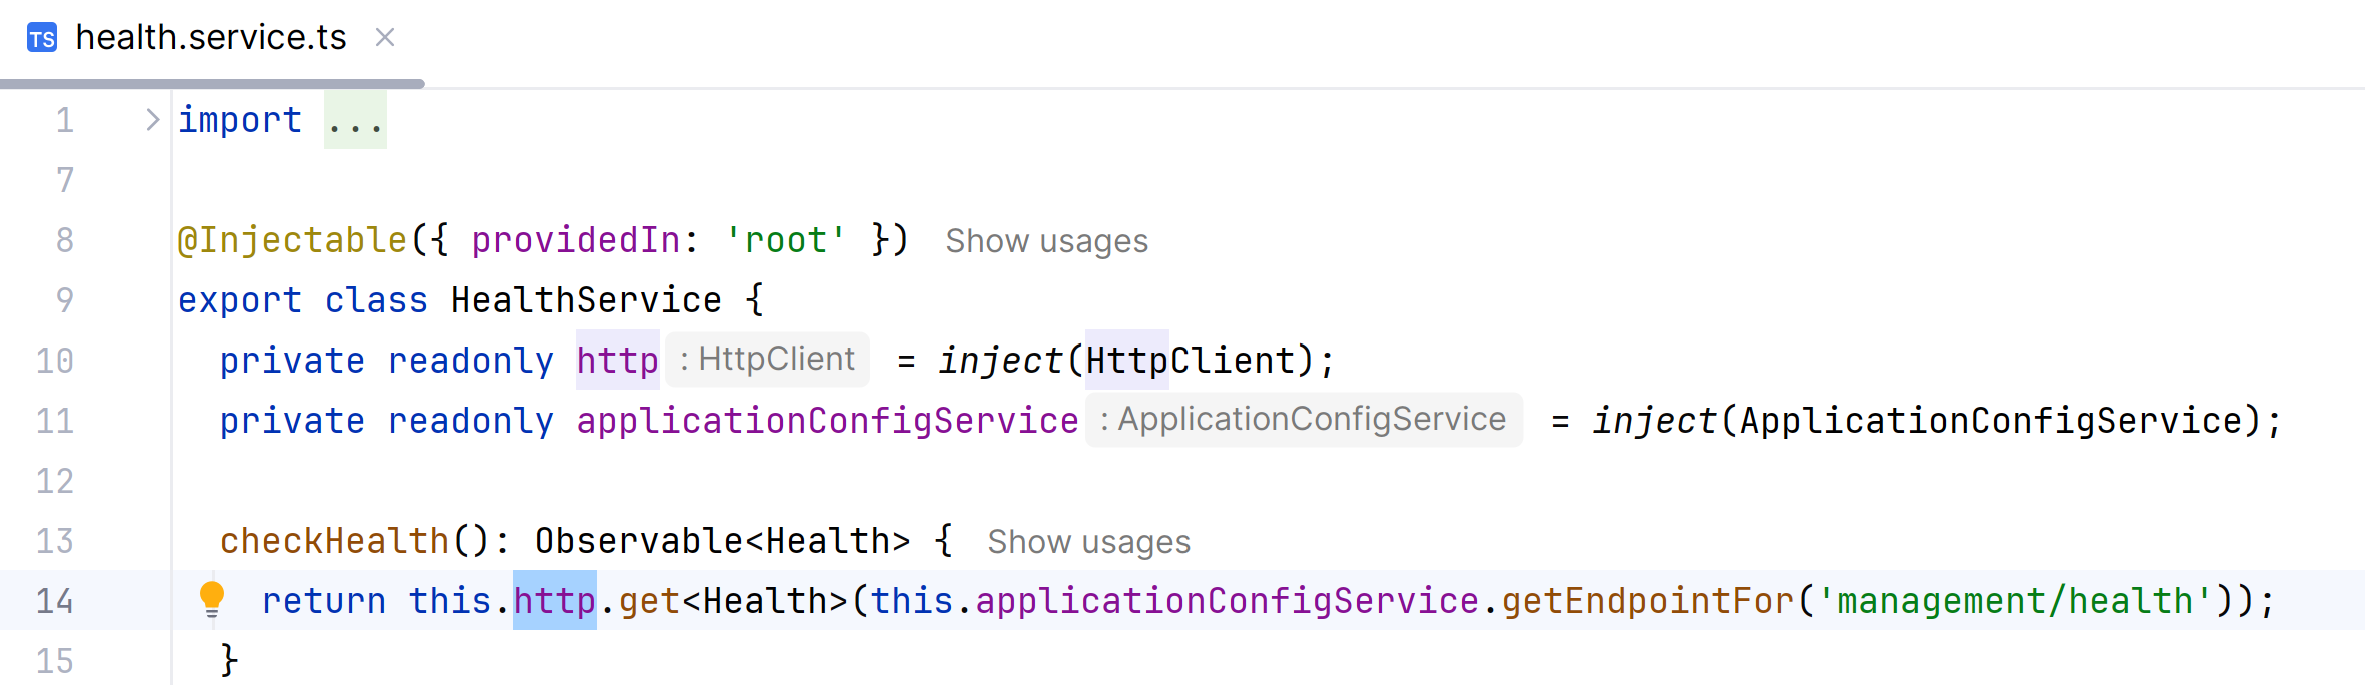 TS health.service.ts
1 import ...
7
8 @Injectable({ providedIn: 'root' }) Show usages
9 export class HealthService {
10 private readonly http : HttpClient = inject(HttpClient);
11 private readonly applicationConfigService : ApplicationConfigService = inject(ApplicationConfigService);
12
13 checkHealth(): Observable<Health> { Show usages
14 return this.http.get<Health>(this.applicationConfigService.getEndpointFor('management/health'));
15 }